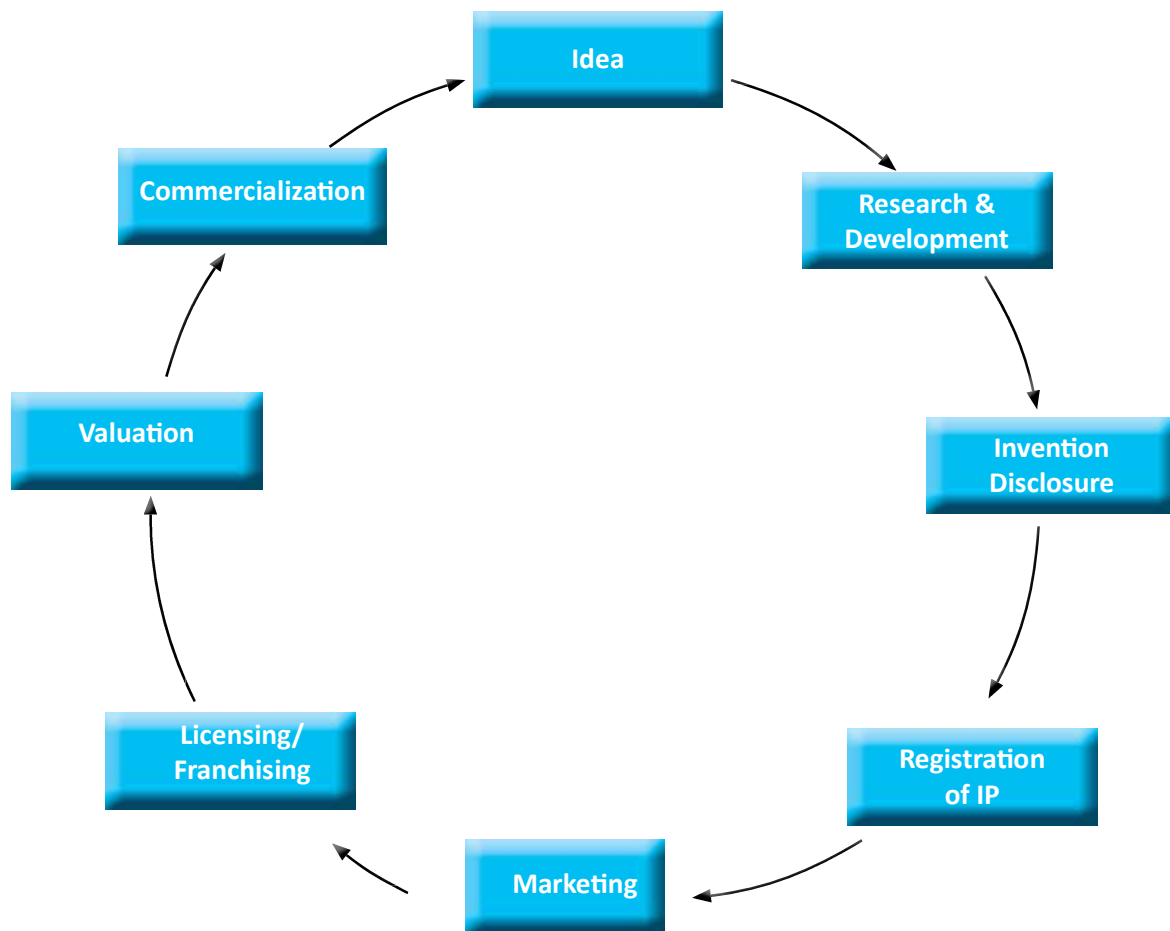 Idea
Research &
Development
Invention
Disclosure
Registration
of IP
Marketing
Licensing/
Franchising
Valuation
Commercialization